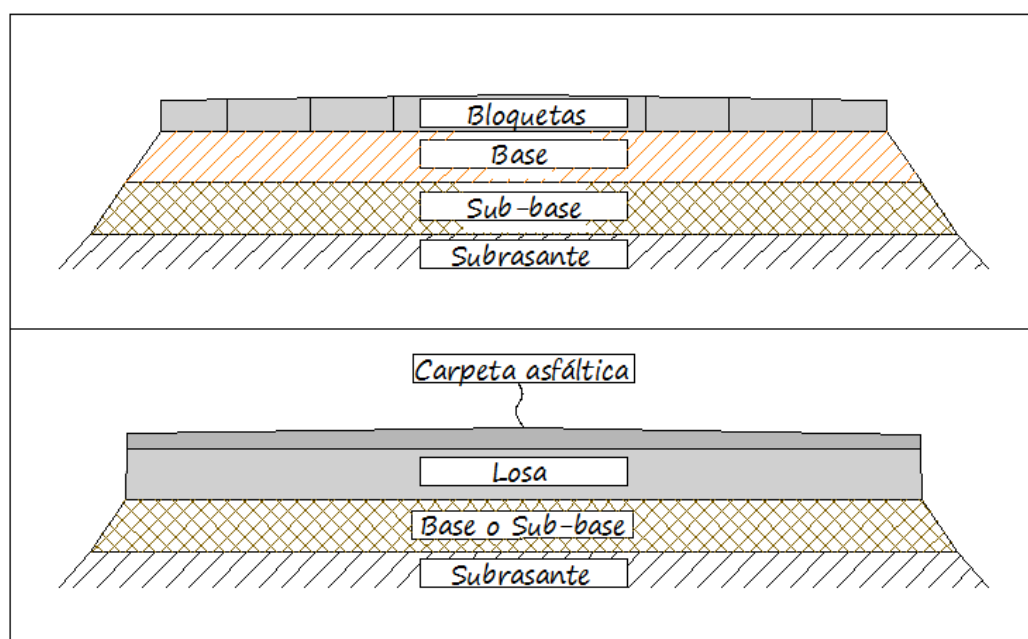 Bloquetas
Base
Sub-base
Subrasante
Carpeta asfáltica
Losa
Base o Sub-base
Subrasante